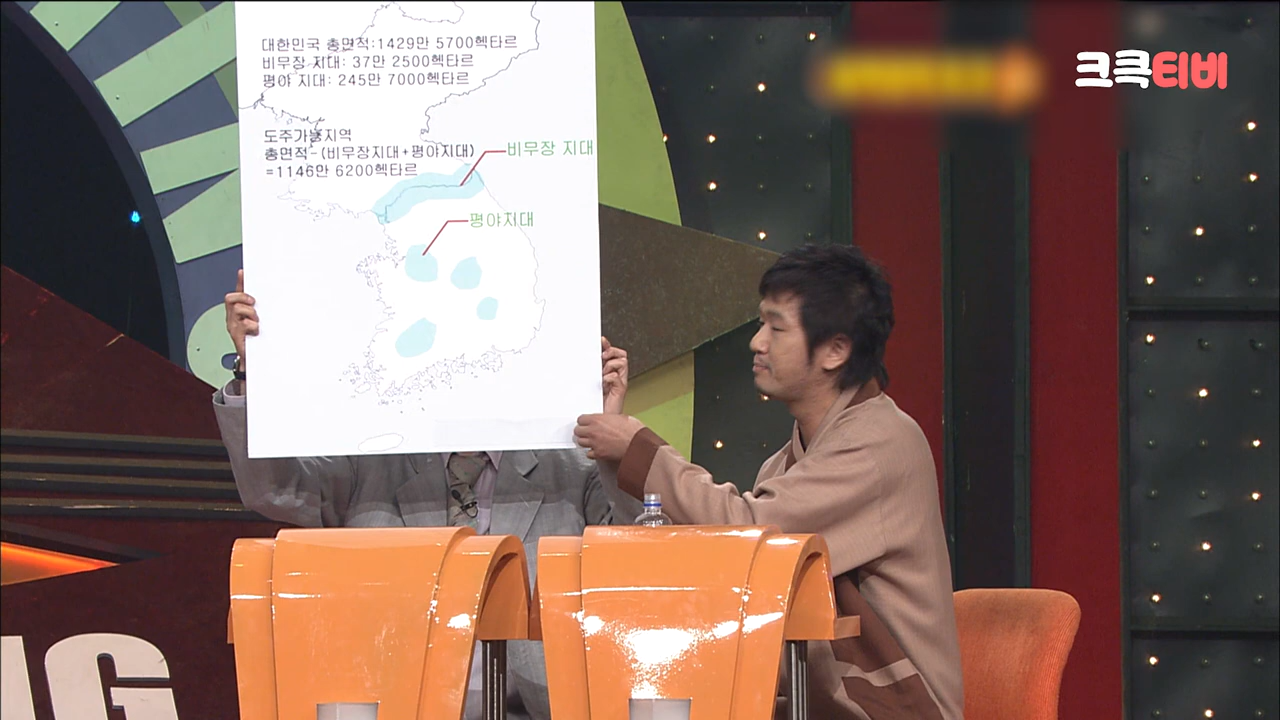 대한민국 총면적:1429만 5700헥타르
비무장 지대: 37만 2500헥타르
평야 지대: 245만 7000헥타르
도주가능지역
총면적-(비무장지대+평야지대)
=1146만 6200헥타르
비무장 지대
평야지대
크큭티비
NG